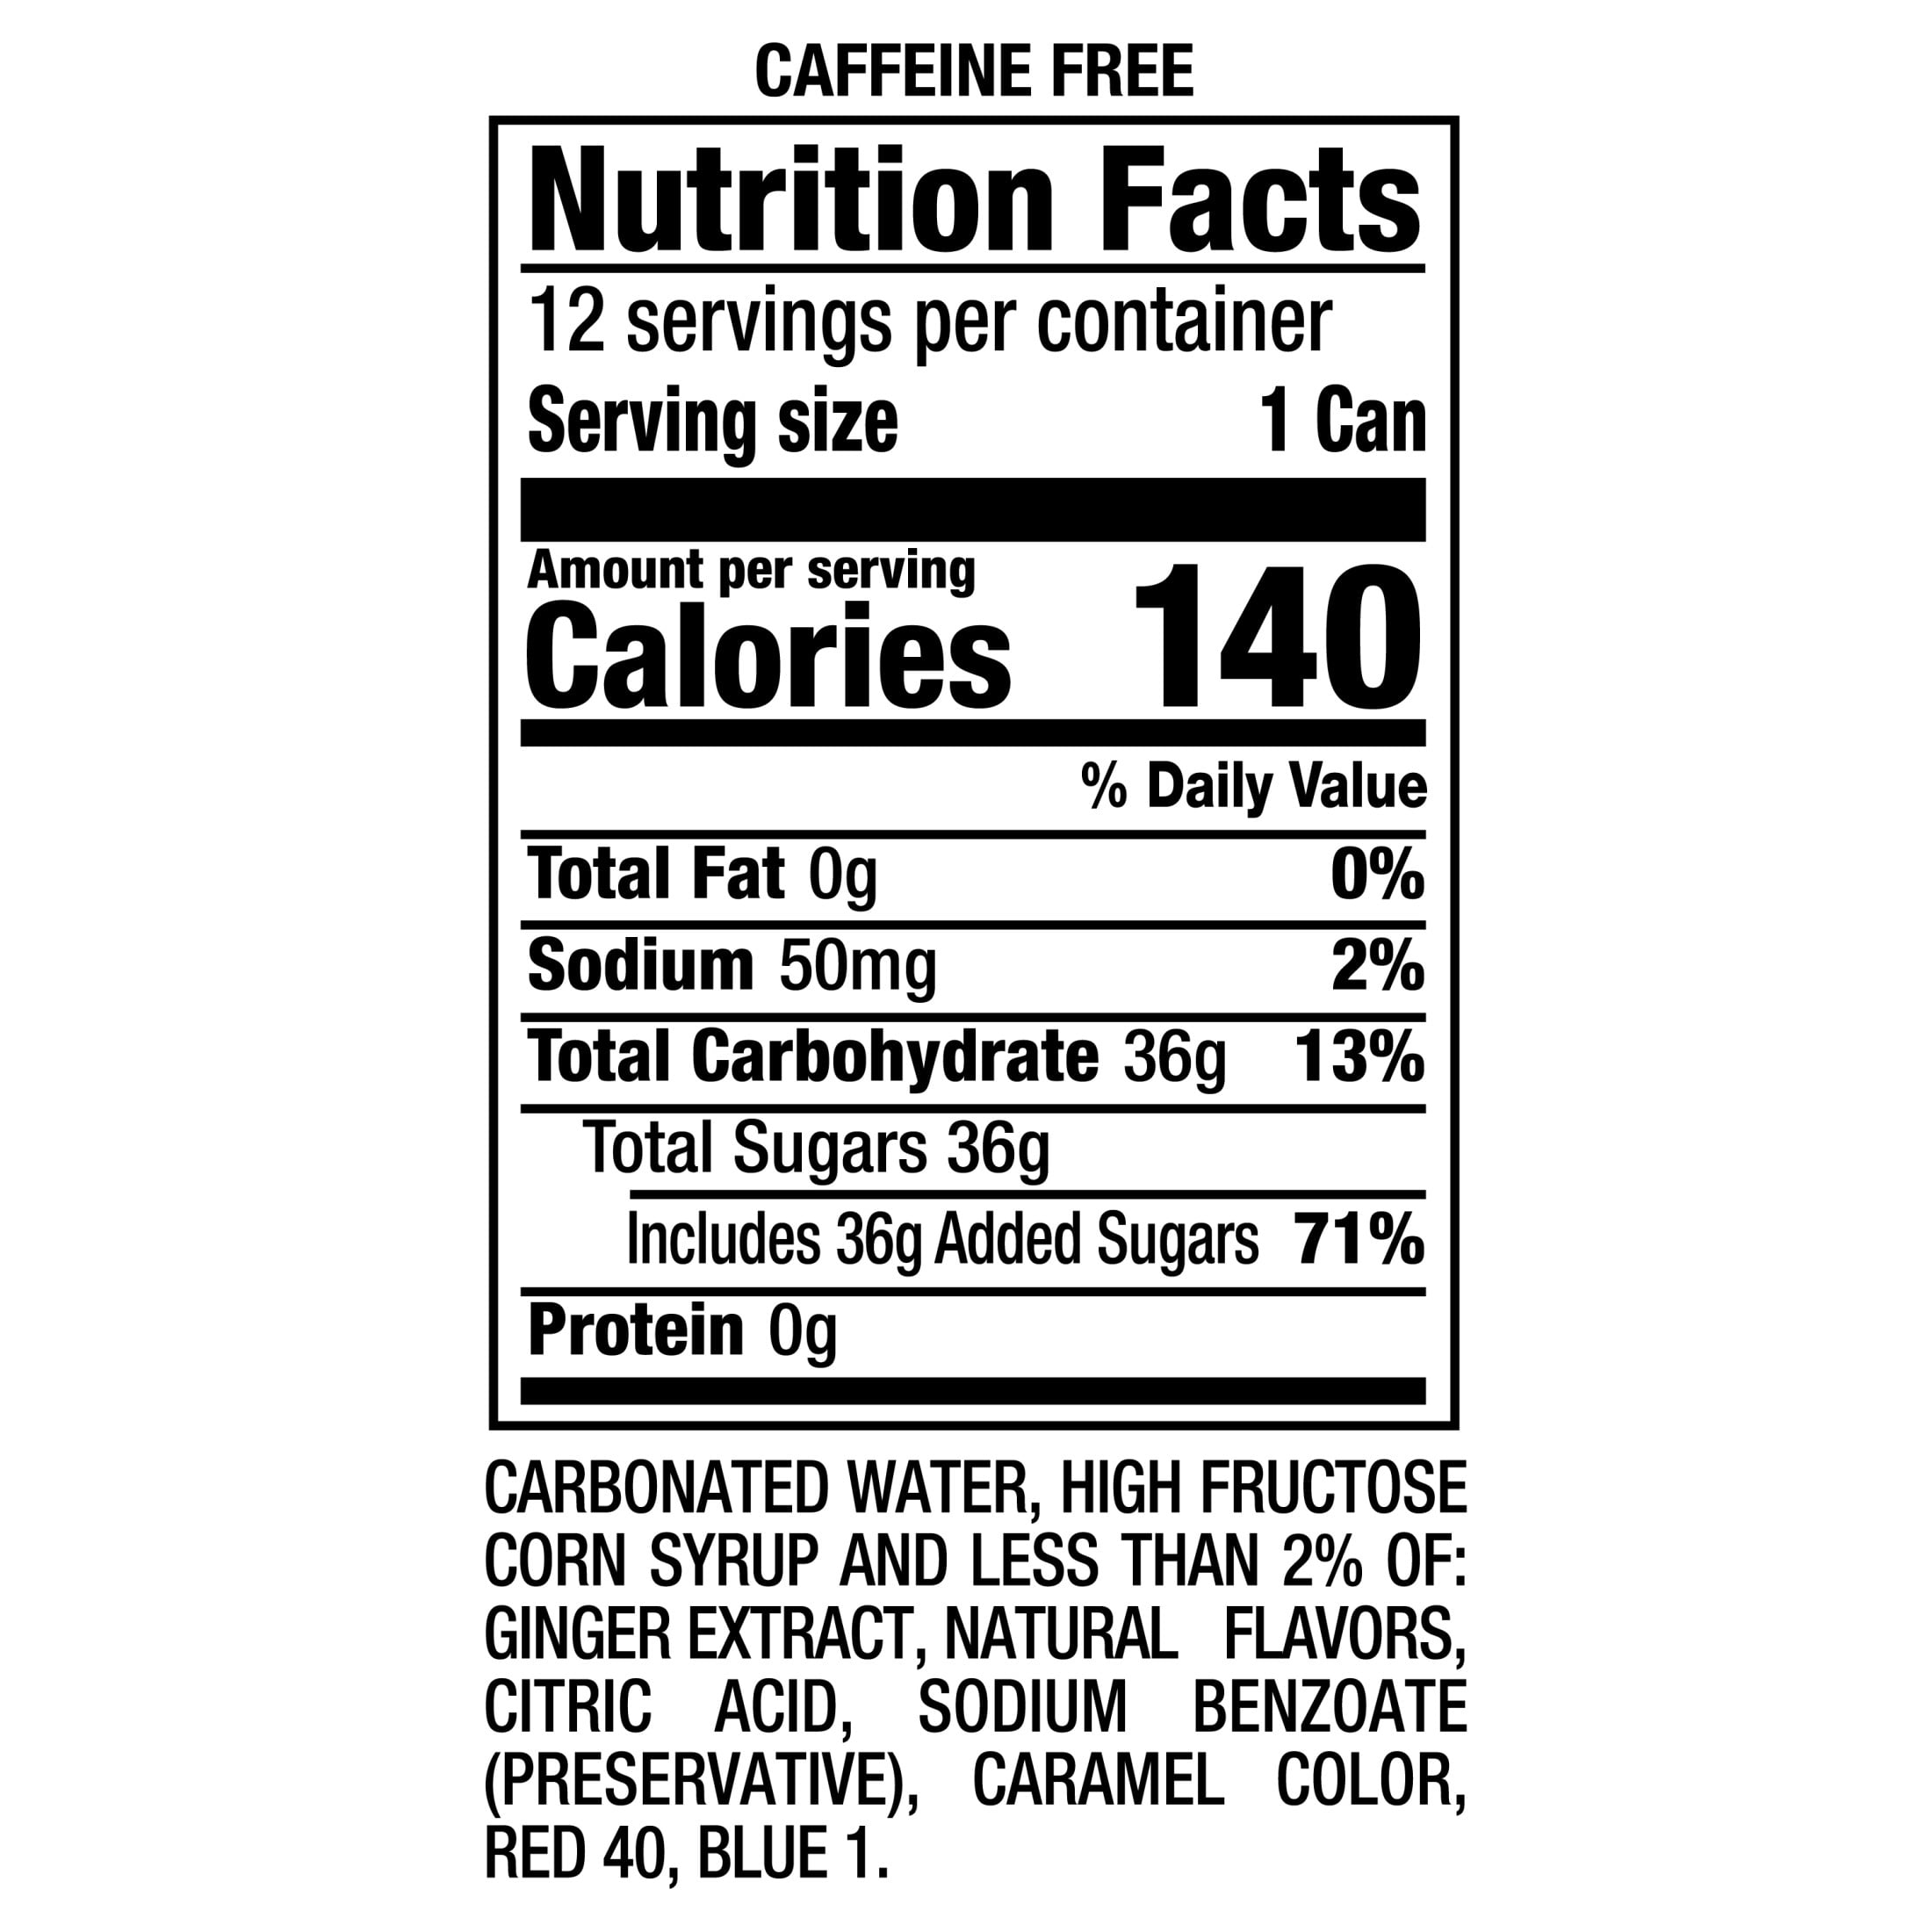 CAFFEINE FREE
Nutrition Facts
12 servings per container
Serving size 1 Can
Amount per serving
Calories 140
% Daily Value
Total Fat 0g 0%
Sodium 50mg 2%
Total Carbohydrate 36g 13%
Total Sugars 36g
Includes 36g Added Sugars 71%
Protein 0g
CARBONATED WATER, HIGH FRUCTOSE
CORN SYRUP AND LESS THAN 2% OF:
GINGER EXTRACT, NATURAL FLAVORS,
CITRIC ACID, SODIUM BENZOATE
(PRESERVATIVE), CARAMEL COLOR,
RED 40, BLUE 1.